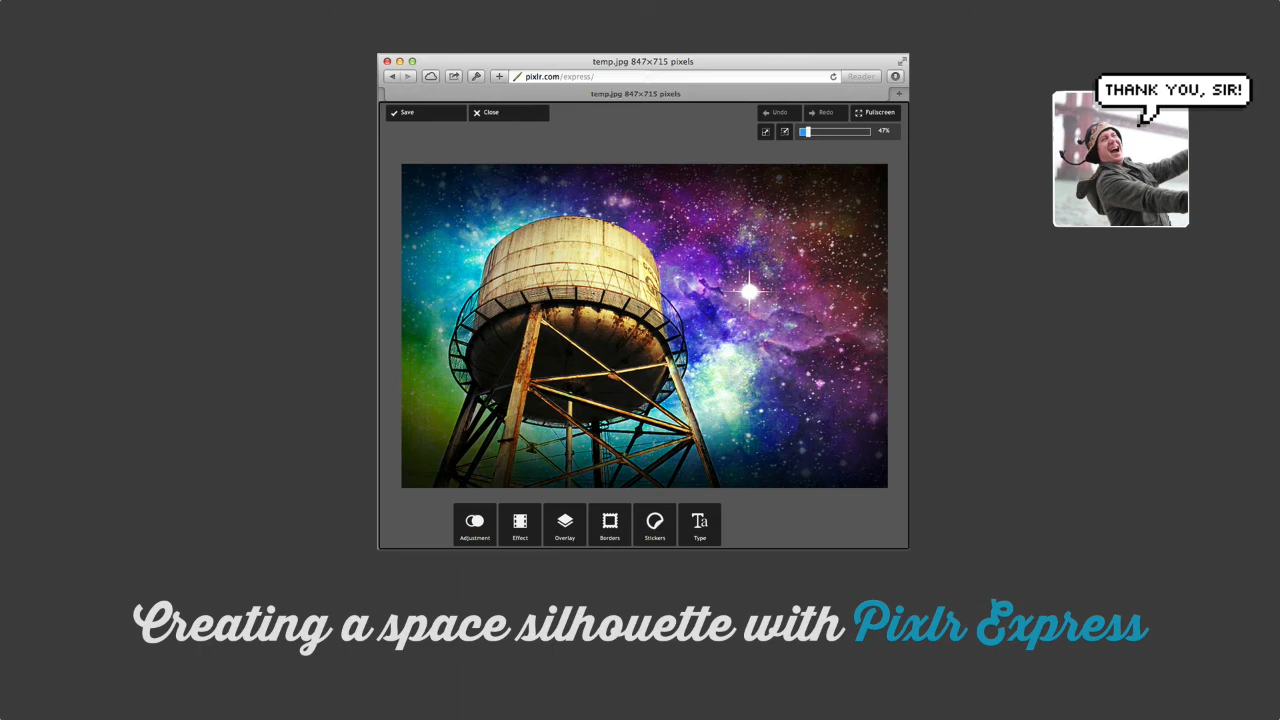 temp.jpg 847×715 pixels
pixlr.com/express/
Reader
temp.jpg 847×715 pixels
Save
Close
Undo
Redo
Fullscreen
47%
THANK YOU, SIR!
Adjustment
Effect
Overlay
Borders
Stickers
Ta
Type
Creating a space silhouette with Pixlr Express